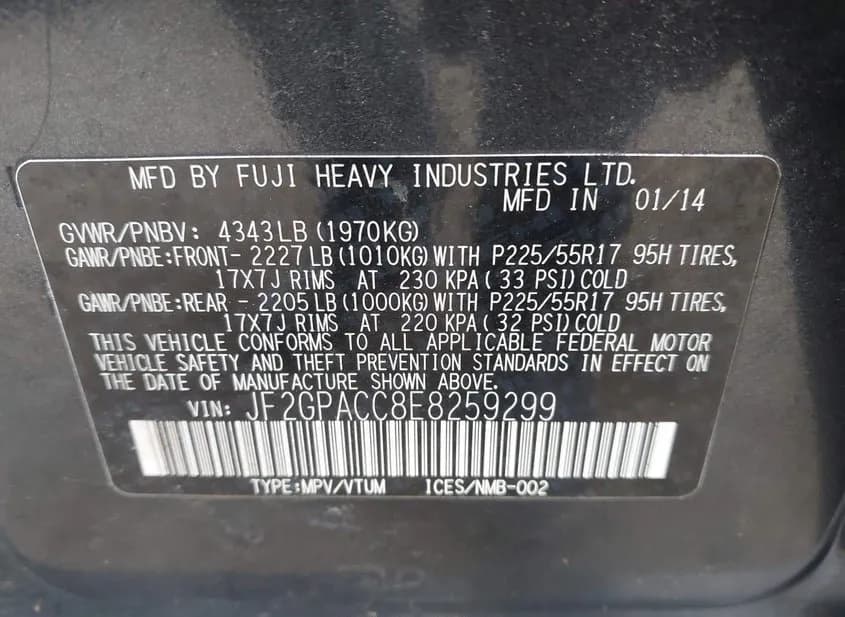 MFD BY FUJI HEAVY INDUSTRIES LTD.
MFD IN 01/14
GVWR/PNBV: 4343LB (1970KG)
GAWR/PNBE:FRONT- 2227 LB (1010KG) WITH P225/55R17 95H TIRES,
17X7J RIMS AT 230 KPA (33 PSI) COLD
GAWR/PNBE:REAR - 2205 LB (1000KG) WITH P225/55R17 95H TIRES,
17X7J RIMS AT 220 KPA (32 PSI) COLD
THIS VEHICLE CONFORMS TO ALL APPLICABLE FEDERAL MOTOR
VEHICLE SAFETY AND THEFT PREVENTION STANDARDS IN EFFECT ON
THE DATE OF MANUFACTURE SHOWN ABOVE.
VIN: JF2GPACC8E8259299
TYPE:MPV/VTUM ICES/NMB-002